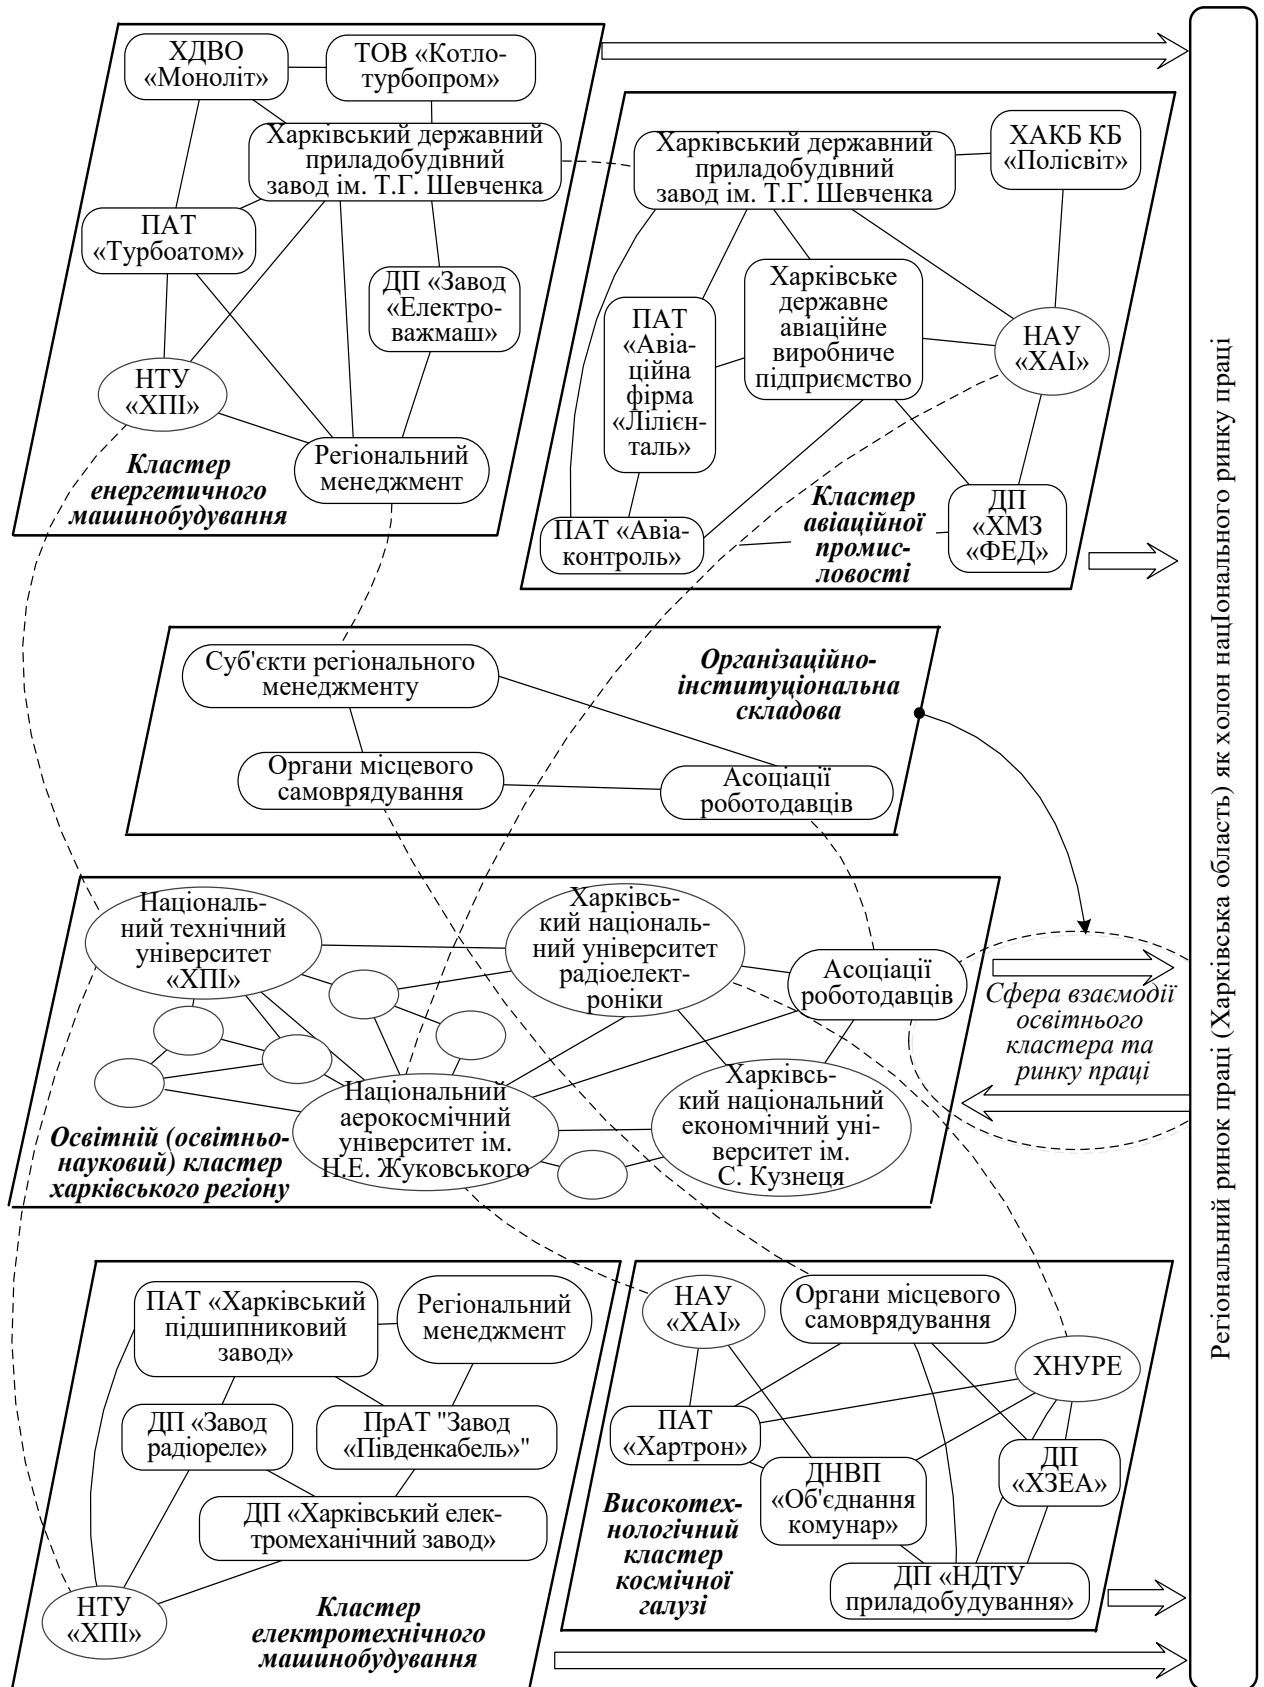 ХДВО
«Моноліт»
ТОВ «Котло-
турбопром»
Харківський державний
приладобудівний
завод ім. Т.Г. Шевченка
ПАТ
«Турбоатом»
ДП «Завод
«Електро-
важмаш»
НТУ
«ХПІ»
Регіональний
менеджмент
Кластер
енергетичного
машинобудування
Харківський державний
приладобудівний
завод ім. Т.Г. Шевченка
ХАКБ КБ
«Полісвіт»
Харківське
державне
авіаційне
виробниче
підприємство
ПАТ
«Авіа-
ційна
фірма
«Лілієн-
таль»
НАУ
«ХАІ»
ПАТ «Авіа-
контроль»
Кластер
авіаційної
промис-
ловості
ДП
«ХМЗ
«ФЕД»
Суб'єкти регіонального
менеджменту
Організаційно-
інституціональна
складова
Органи місцевого
самоврядування
Асоціації
роботодавців
Національ-
ний технічний
університет
«ХПІ»
Харківсь-
кий національ-
ний університет
радіоелект-
роніки
Асоціації
роботодавців
Сфера взаємодії
освітнього
кластера та
ринку праці
Національний
аерокосмічний
університет ім.
Н.Е. Жуковського
Харківсь-
кий національний
економічний уні-
верситет ім.
С. Кузнеця
Освітній (освітньо-
науковий) кластер
харківського регіону
ПАТ «Харківський
підшипниковий
завод»
Регіональний
менеджмент
ДП «Завод
радіореле»
ПрАТ "Завод
«Південкабель»"
ДП «Харківський елек-
тромеханічний завод»
НТУ
«ХПІ»
Кластер
електротехнічного
машинобудування
НАУ
«ХАІ»
Органи місцевого
самоврядування
ХНУРЕ
ПАТ
«Хартрон»
ДНВП
«Об'єднання
комунар»
ДП
«ХЗЕА»
Високотех-
нологічний
кластер
космічної
галузі
ДП «НДТУ
приладобудування»
Регіональний ринок праці (Харківська область) як холон нацІонального ринку праці